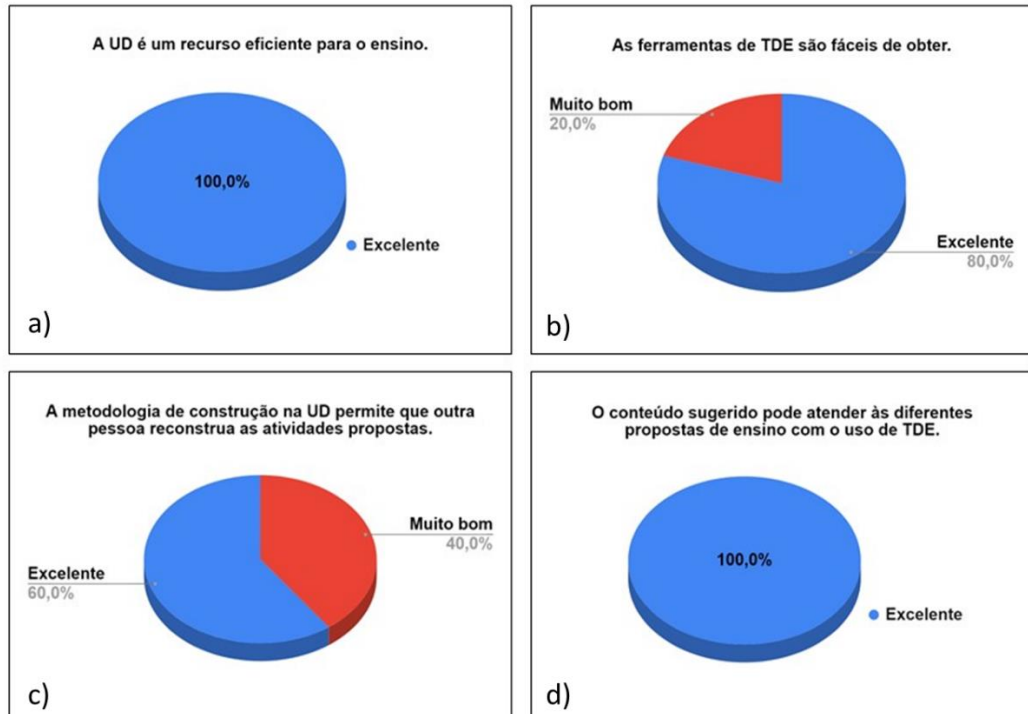 A UD é um recurso eficiente para o ensino.
100,0%
Excelente
a)
As ferramentas de TDE são fáceis de obter.
Muito bom
20,0%
Excelente
80,0%
b)
A metodologia de construção na UD permite que outra
pessoa reconstrua as atividades propostas.
Muito bom
40,0%
Excelente
60,0%
c)
O conteúdo sugerido pode atender às diferentes
propostas de ensino com o uso de TDE.
100,0%
Excelente
d)